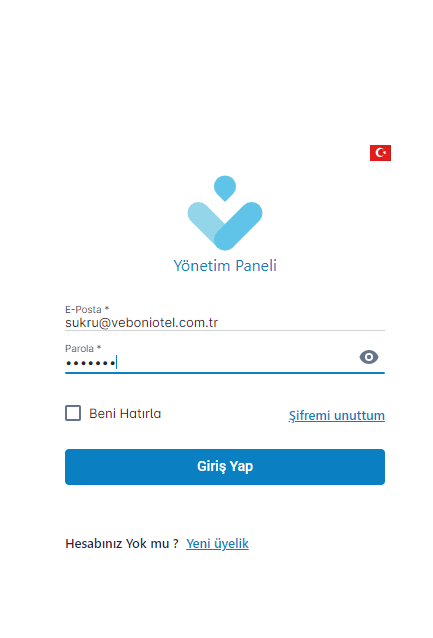 Yönetim Paneli
E-Posta *
sukru@veboniotel.com.tr
Parola *
•••••••
Beni Hatırla
Şifremi unuttum
Giriş Yap
Hesabınız Yok mu ? Yeni üyelik